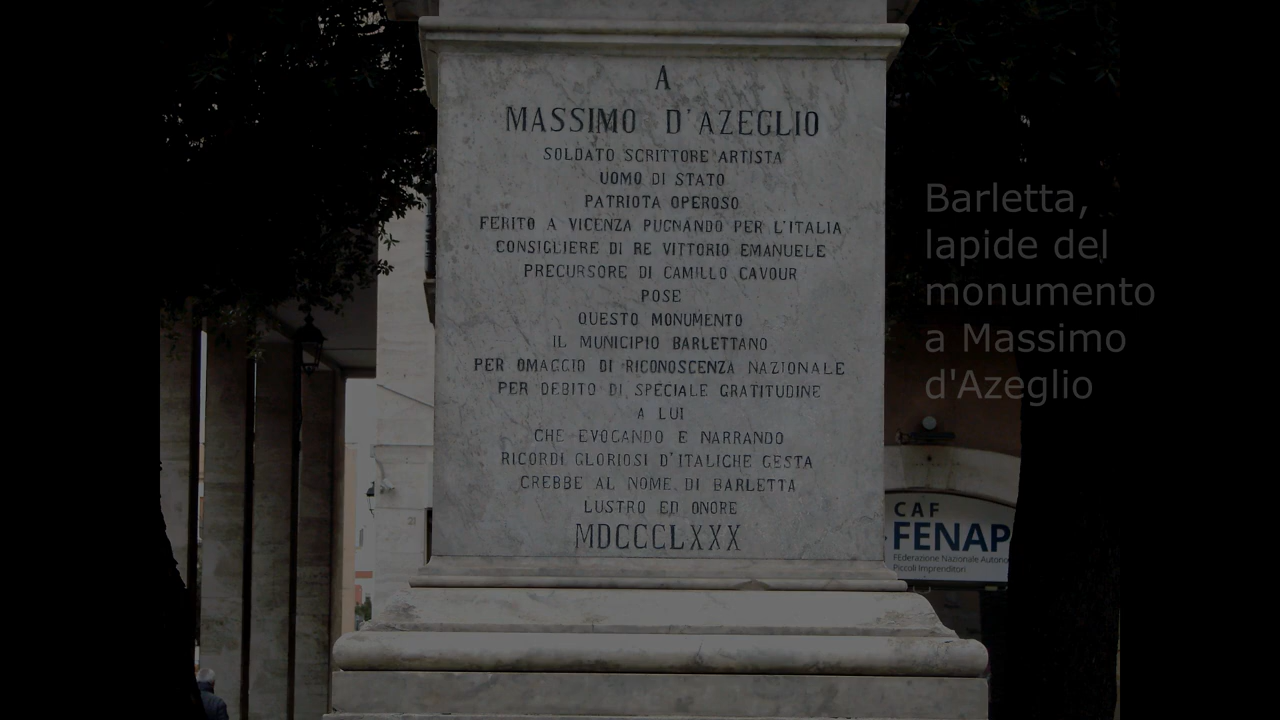 A
MASSIMO D'AZEGLIO
SOLDATO SCRITTORE ARTISTA
UOMO DI STATO
PATRIOTA OPEROSO
FERITO A VICENZA PUGNANDO PER L'ITALIA
CONSIGLIERE DI RE VITTORIO EMANUELE
PRECURSORE DI CAMILLO CAVOUR
POSE
QUESTO MONUMENTO
IL MUNICIPIO BARLETTANO
PER OMAGGIO DI RICONOSCENZA NAZIONALE
PER DEBITO DI SPECIALE GRATITUDINE
A LUI
CHE EVOCANDO E NARRANDO
RICORDI GLORIOSI D'ITALICHE GESTA
CREBBE AL NOME DI BARLETTA
LUSTRO ED ONORE
MDCCCLXXX
Barletta,
lapide del
monumento
a Massimo
d'Azeglio
CAF
FENAP
FEderazione Nazionale Autono
Piccoli Imprenditori